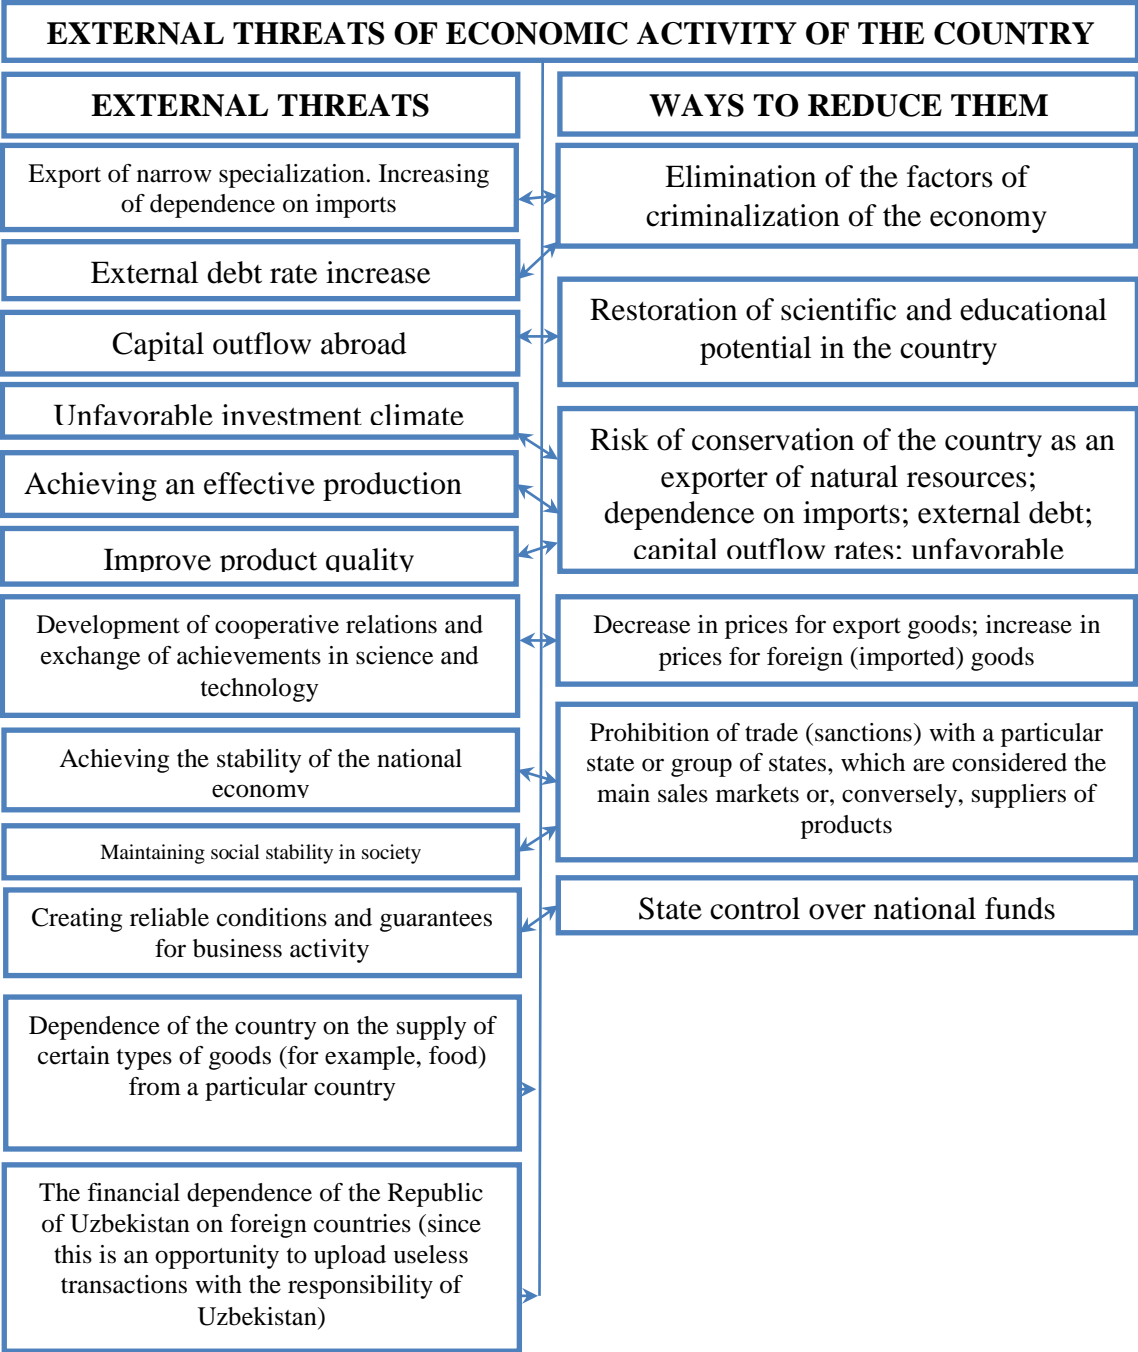 EXTERNAL THREATS OF ECONOMIC ACTIVITY OF THE COUNTRY
EXTERNAL THREATS
Export of narrow specialization. Increasing
of dependence on imports
External debt rate increase
Capital outflow abroad
Unfavorable investment climate
Achieving an effective production
Improve product quality
Development of cooperative relations and
exchange of achievements in science and
technology
Achieving the stability of the national
economy
Maintaining social stability in society
Creating reliable conditions and guarantees
for business activity
Dependence of the country on the supply of
certain types of goods (for example, food)
from a particular country
The financial dependence of the Republic
of Uzbekistan on foreign countries (since
this is an opportunity to upload useless
transactions with the responsibility of
Uzbekistan)
WAYS TO REDUCE THEM
Elimination of the factors of
criminalization of the economy
Restoration of scientific and educational
potential in the country
Risk of conservation of the country as an
exporter of natural resources;
dependence on imports; external debt;
capital outflow rates; unfavorable
Decrease in prices for export goods; increase in
prices for foreign (imported) goods
Prohibition of trade (sanctions) with a particular
state or group of states, which are considered the
main sales markets or, conversely, suppliers of
products
State control over national funds